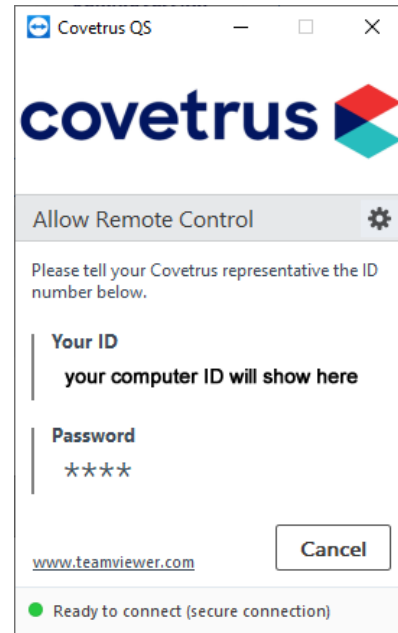 Covetrus QS
covetrus
Allow Remote Control
Please tell your Covetrus representative the ID
number below.
Your ID
your computer ID will show here
Password
****
www.teamviewer.com
Cancel
Ready to connect (secure connection)